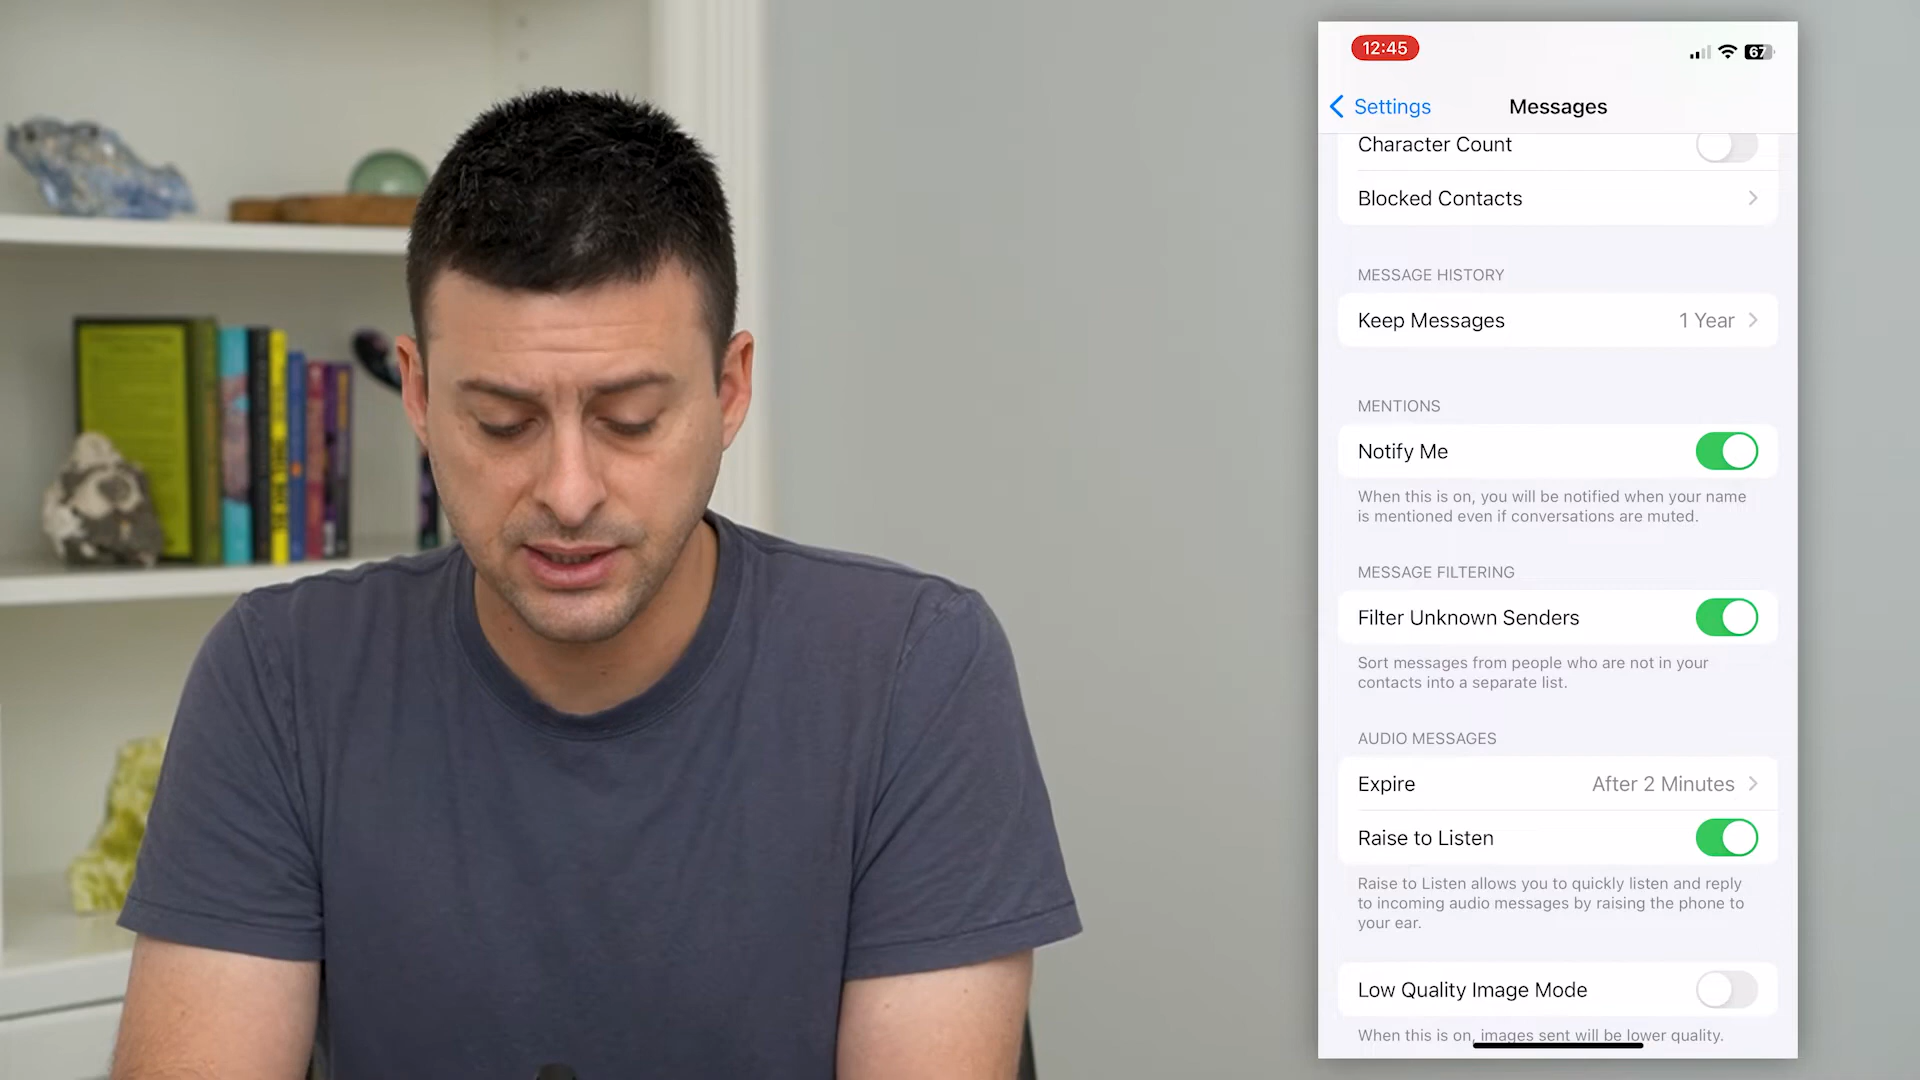 12:45
67
Settings
Messages
Character Count
Blocked Contacts
MESSAGE HISTORY
Keep Messages
1 Year
MENTIONS
Notify Me
When this is on, you will be notified when your name
is mentioned even if conversations are muted.
MESSAGE FILTERING
Filter Unknown Senders
Sort messages from people who are not in your
contacts into a separate list.
AUDIO MESSAGES
Expire
After 2 Minutes
Raise to Listen
Raise to Listen allows you to quickly listen and reply
to incoming audio messages by raising the phone to
your ear.
Low Quality Image Mode
When this is on, images sent will be lower quality.